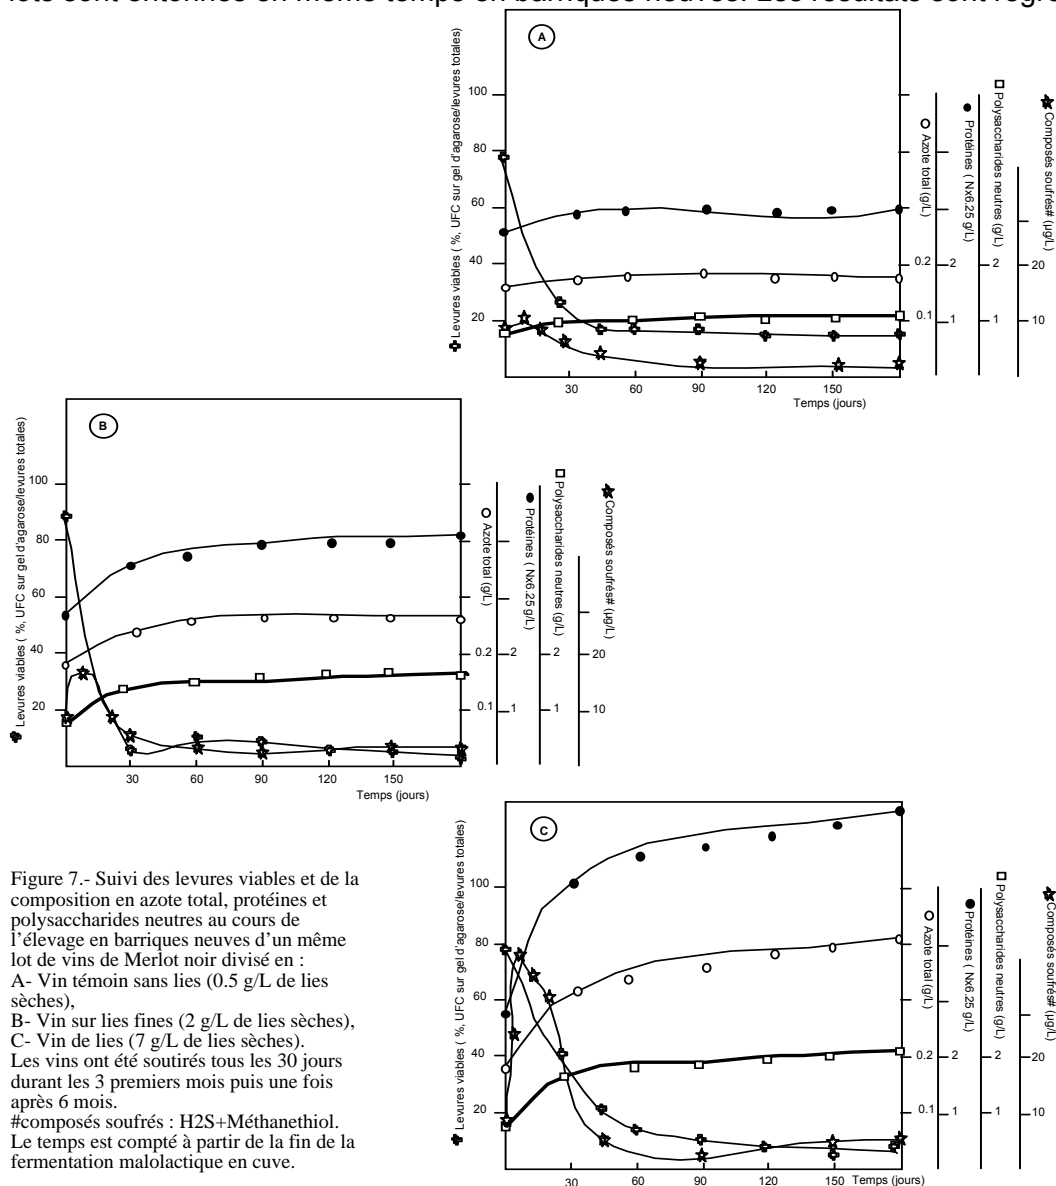 lots sont entonnés en même temps en barriques neuves. Les résultats sont regro
A
Levures viables ( %, UFC sur gel d'agarose/levures totales)
100
80
60
40
20
30
60
90
120
150
Temps (jours)
Azote total (g/L)
0.2
0.1
Protéines ( Nx6.25 g/L)
2
1
Polysaccharides neutres (g/L)
2
1
Composés soufrés# (µg/L)
20
10
B
Levures viables ( %, UFC sur gel d'agarose/levures totales)
100
80
60
40
20
30
60
90
120
150
Temps (jours)
Azote total (g/L)
0.2
0.1
Protéines ( Nx6.25 g/L)
2
1
Polysaccharides neutres (g/L)
2
1
Composés soufrés# (µg/L)
20
10
C
Levures viables ( %, UFC sur gel d'agarose/levures totales)
100
80
60
40
20
30
60
90
120
150
Temps (jours)
Azote total (g/L)
0.2
0.1
Protéines ( Nx6.25 g/L)
2
1
Polysaccharides neutres (g/L)
2
1
Composés soufrés# (µg/L)
20
10
Figure 7.- Suivi des levures viables et de la
composition en azote total, protéines et
polysaccharides neutres au cours de
l'élevage en barriques neuves d'un même
lot de vins de Merlot noir divisé en :
A- Vin témoin sans lies (0.5 g/L de lies
sèches),
B- Vin sur lies fines (2 g/L de lies sèches),
C- Vin de lies (7 g/L de lies sèches).
Les vins ont été soutirés tous les 30 jours
durant les 3 premiers mois puis une fois
après 6 mois.
#composés soufrés : H2S+Méthanethiol.
Le temps est compté à partir de la fin de la
fermentation malolactique en cuve.